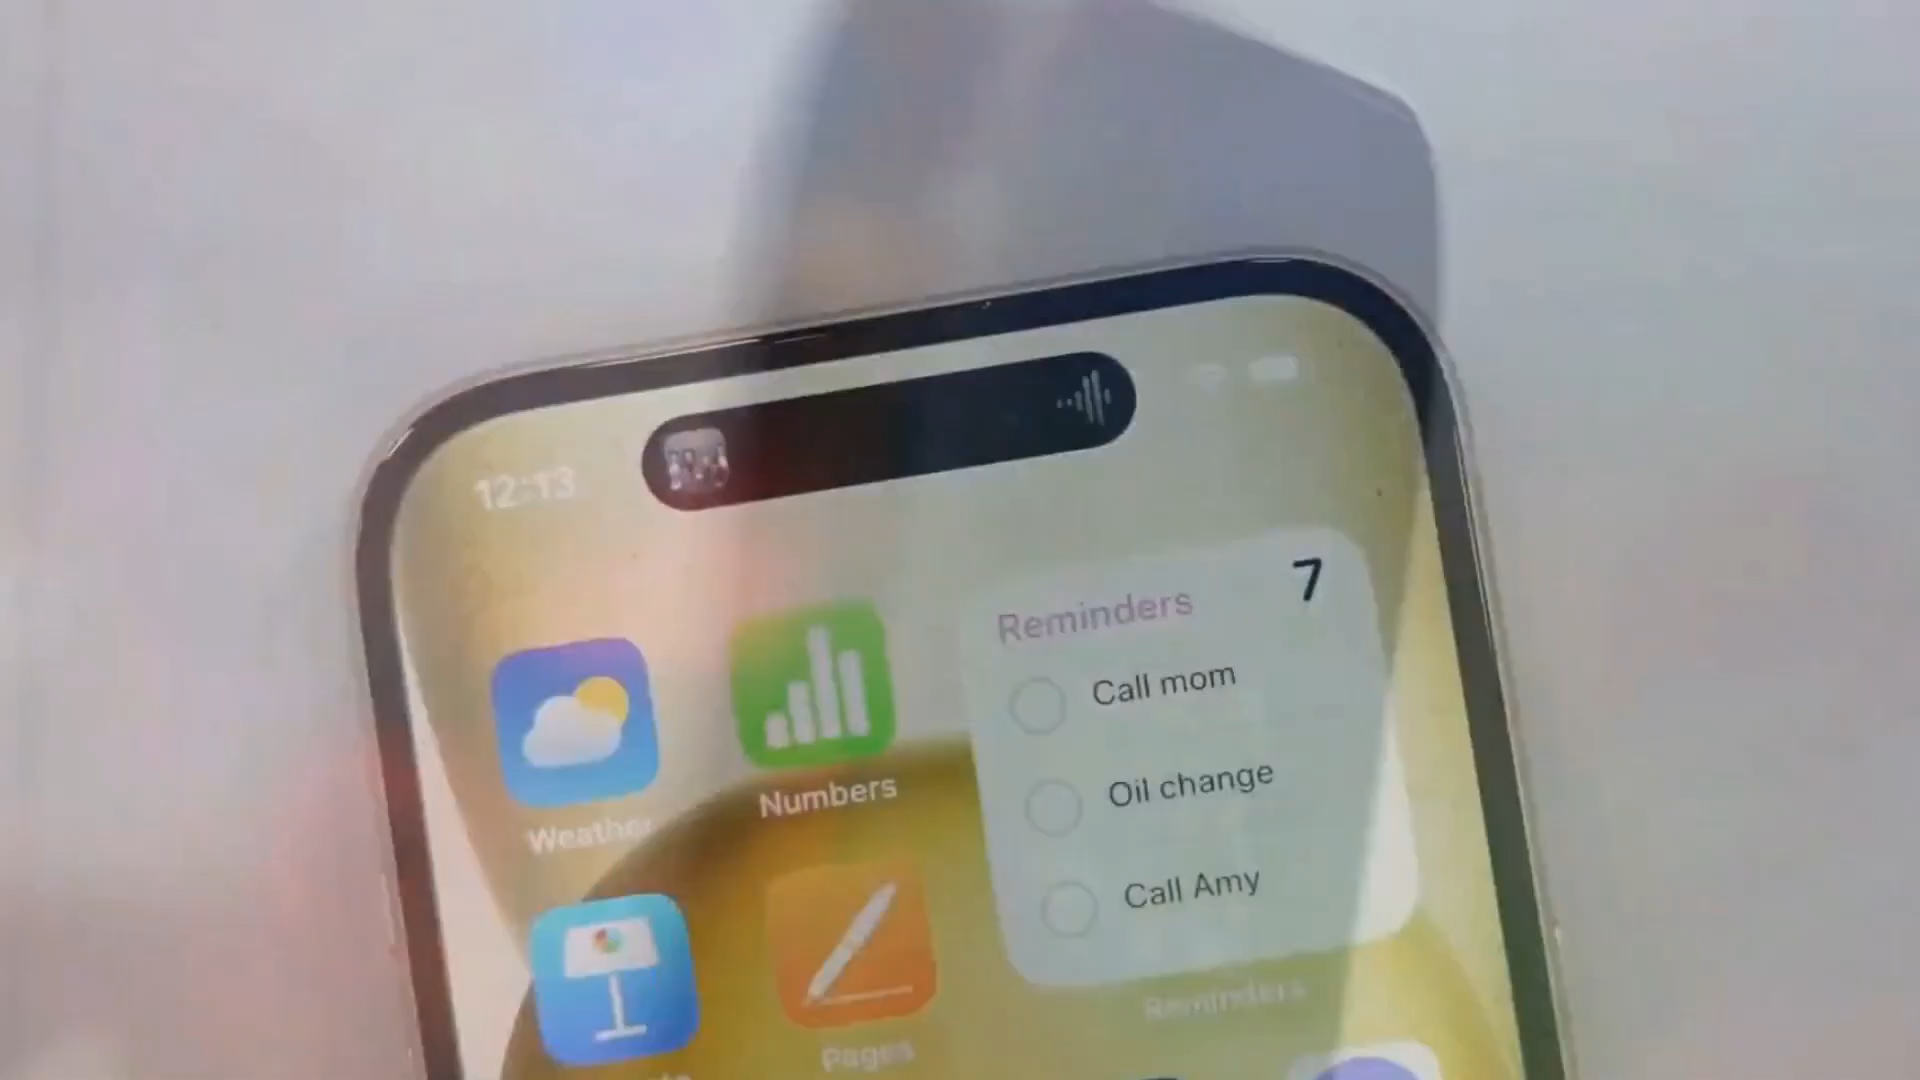 12:13
Reminders
7
Call mom
Oil change
Call Amy
Reminders
Weather
Numbers
Pages